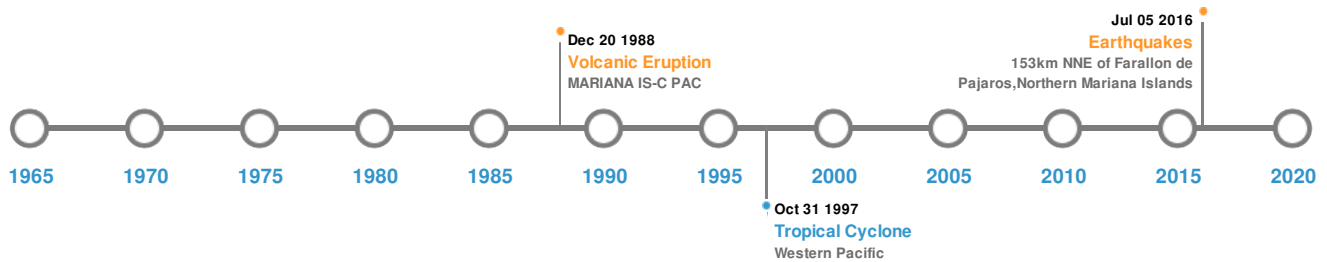 Jul 05 2016
Earthquakes
153km NNE of Farallon de
Pajaros,Northern Mariana Islands
Dec 20 1988
Volcanic Eruption
MARIANA IS-C PAC
1965 1970 1975 1980 1985 1990 1995 2000 2005 2010 2015 2020
Oct 31 1997
Tropical Cyclone
Western Pacific